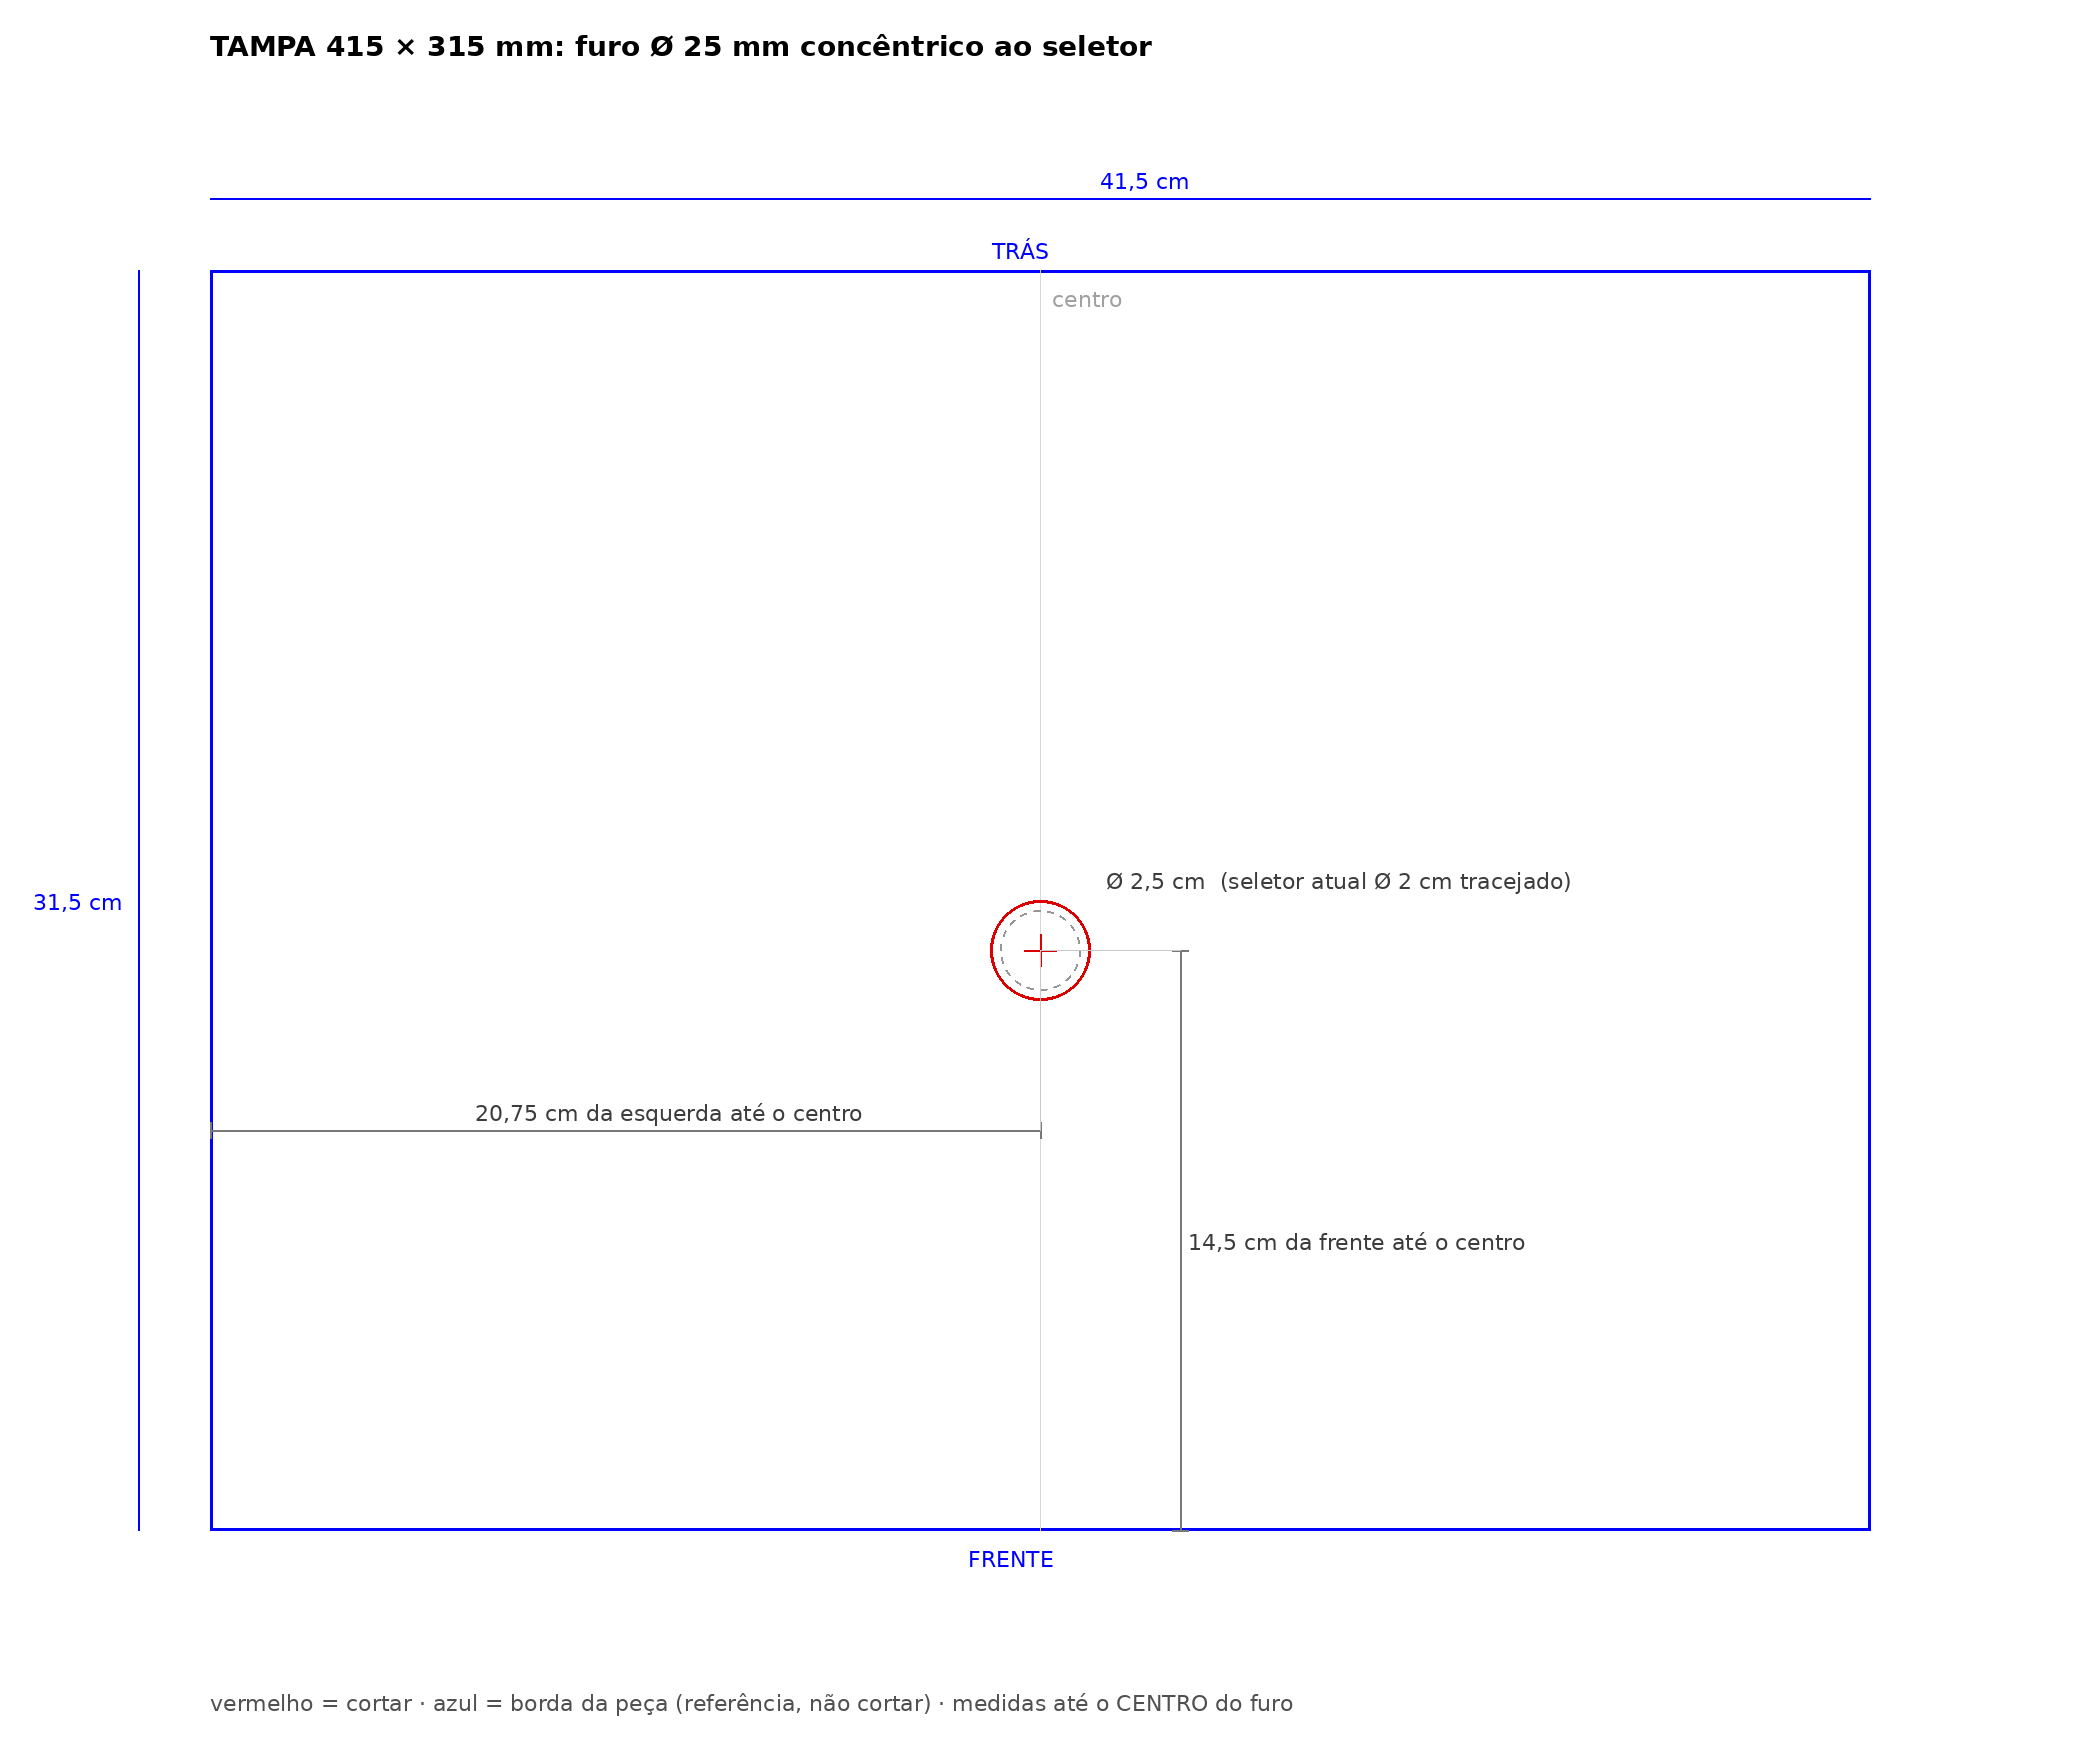 TAMPA 415 × 315 mm: furo Ø 25 mm concêntrico ao seletor
41,5 cm
TRÁS
centro
Ø 2,5 cm  (seletor atual Ø 2 cm tracejado)
31,5 cm
20,75 cm da esquerda até o centro
14,5 cm da frente até o centro
FRENTE
vermelho = cortar · azul = borda da peça (referência, não cortar) · medidas até o CENTRO do furo